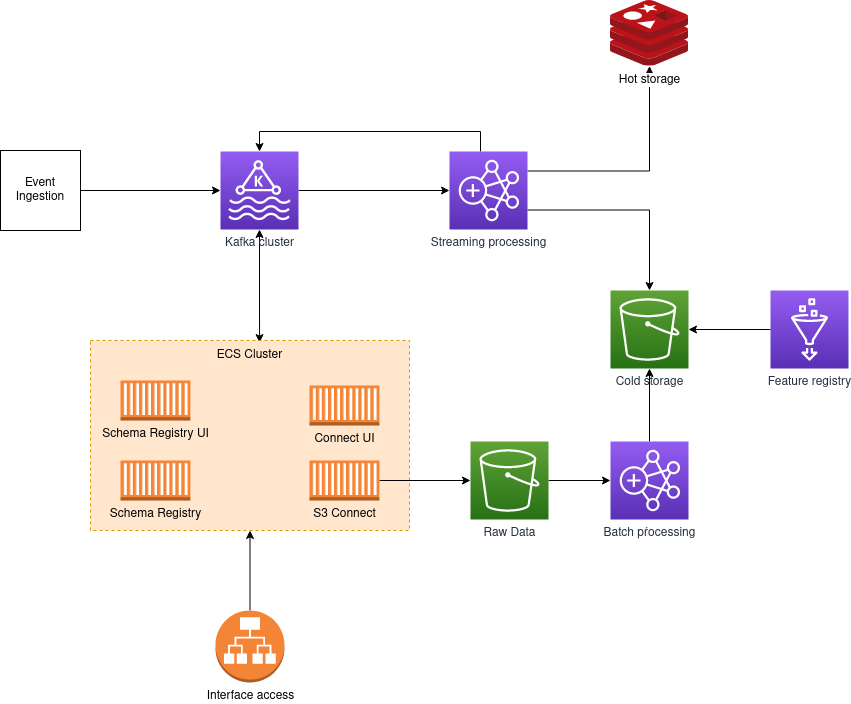 Hot storage
Event
Ingestion
K
Kafka cluster
Streaming processing
Cold storage
Feature registry
ECS Cluster
Schema Registry UI
Connect UI
Schema Registry
S3 Connect
Raw Data
Batch processing
Interface access